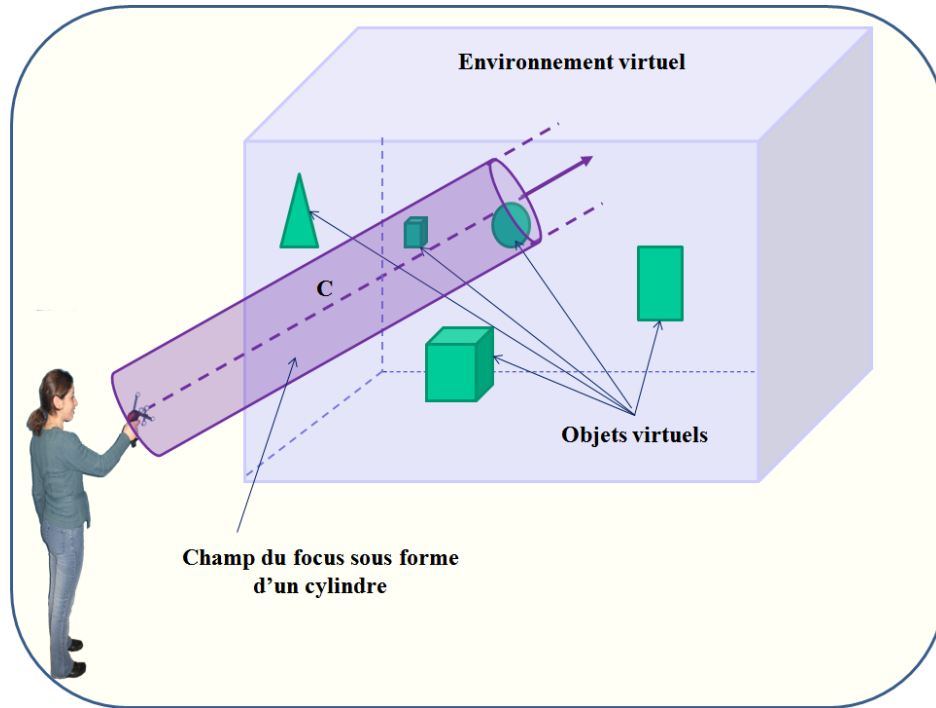 Environnement virtuel
C
Objets virtuels
Champ du focus sous forme
d’un cylindre